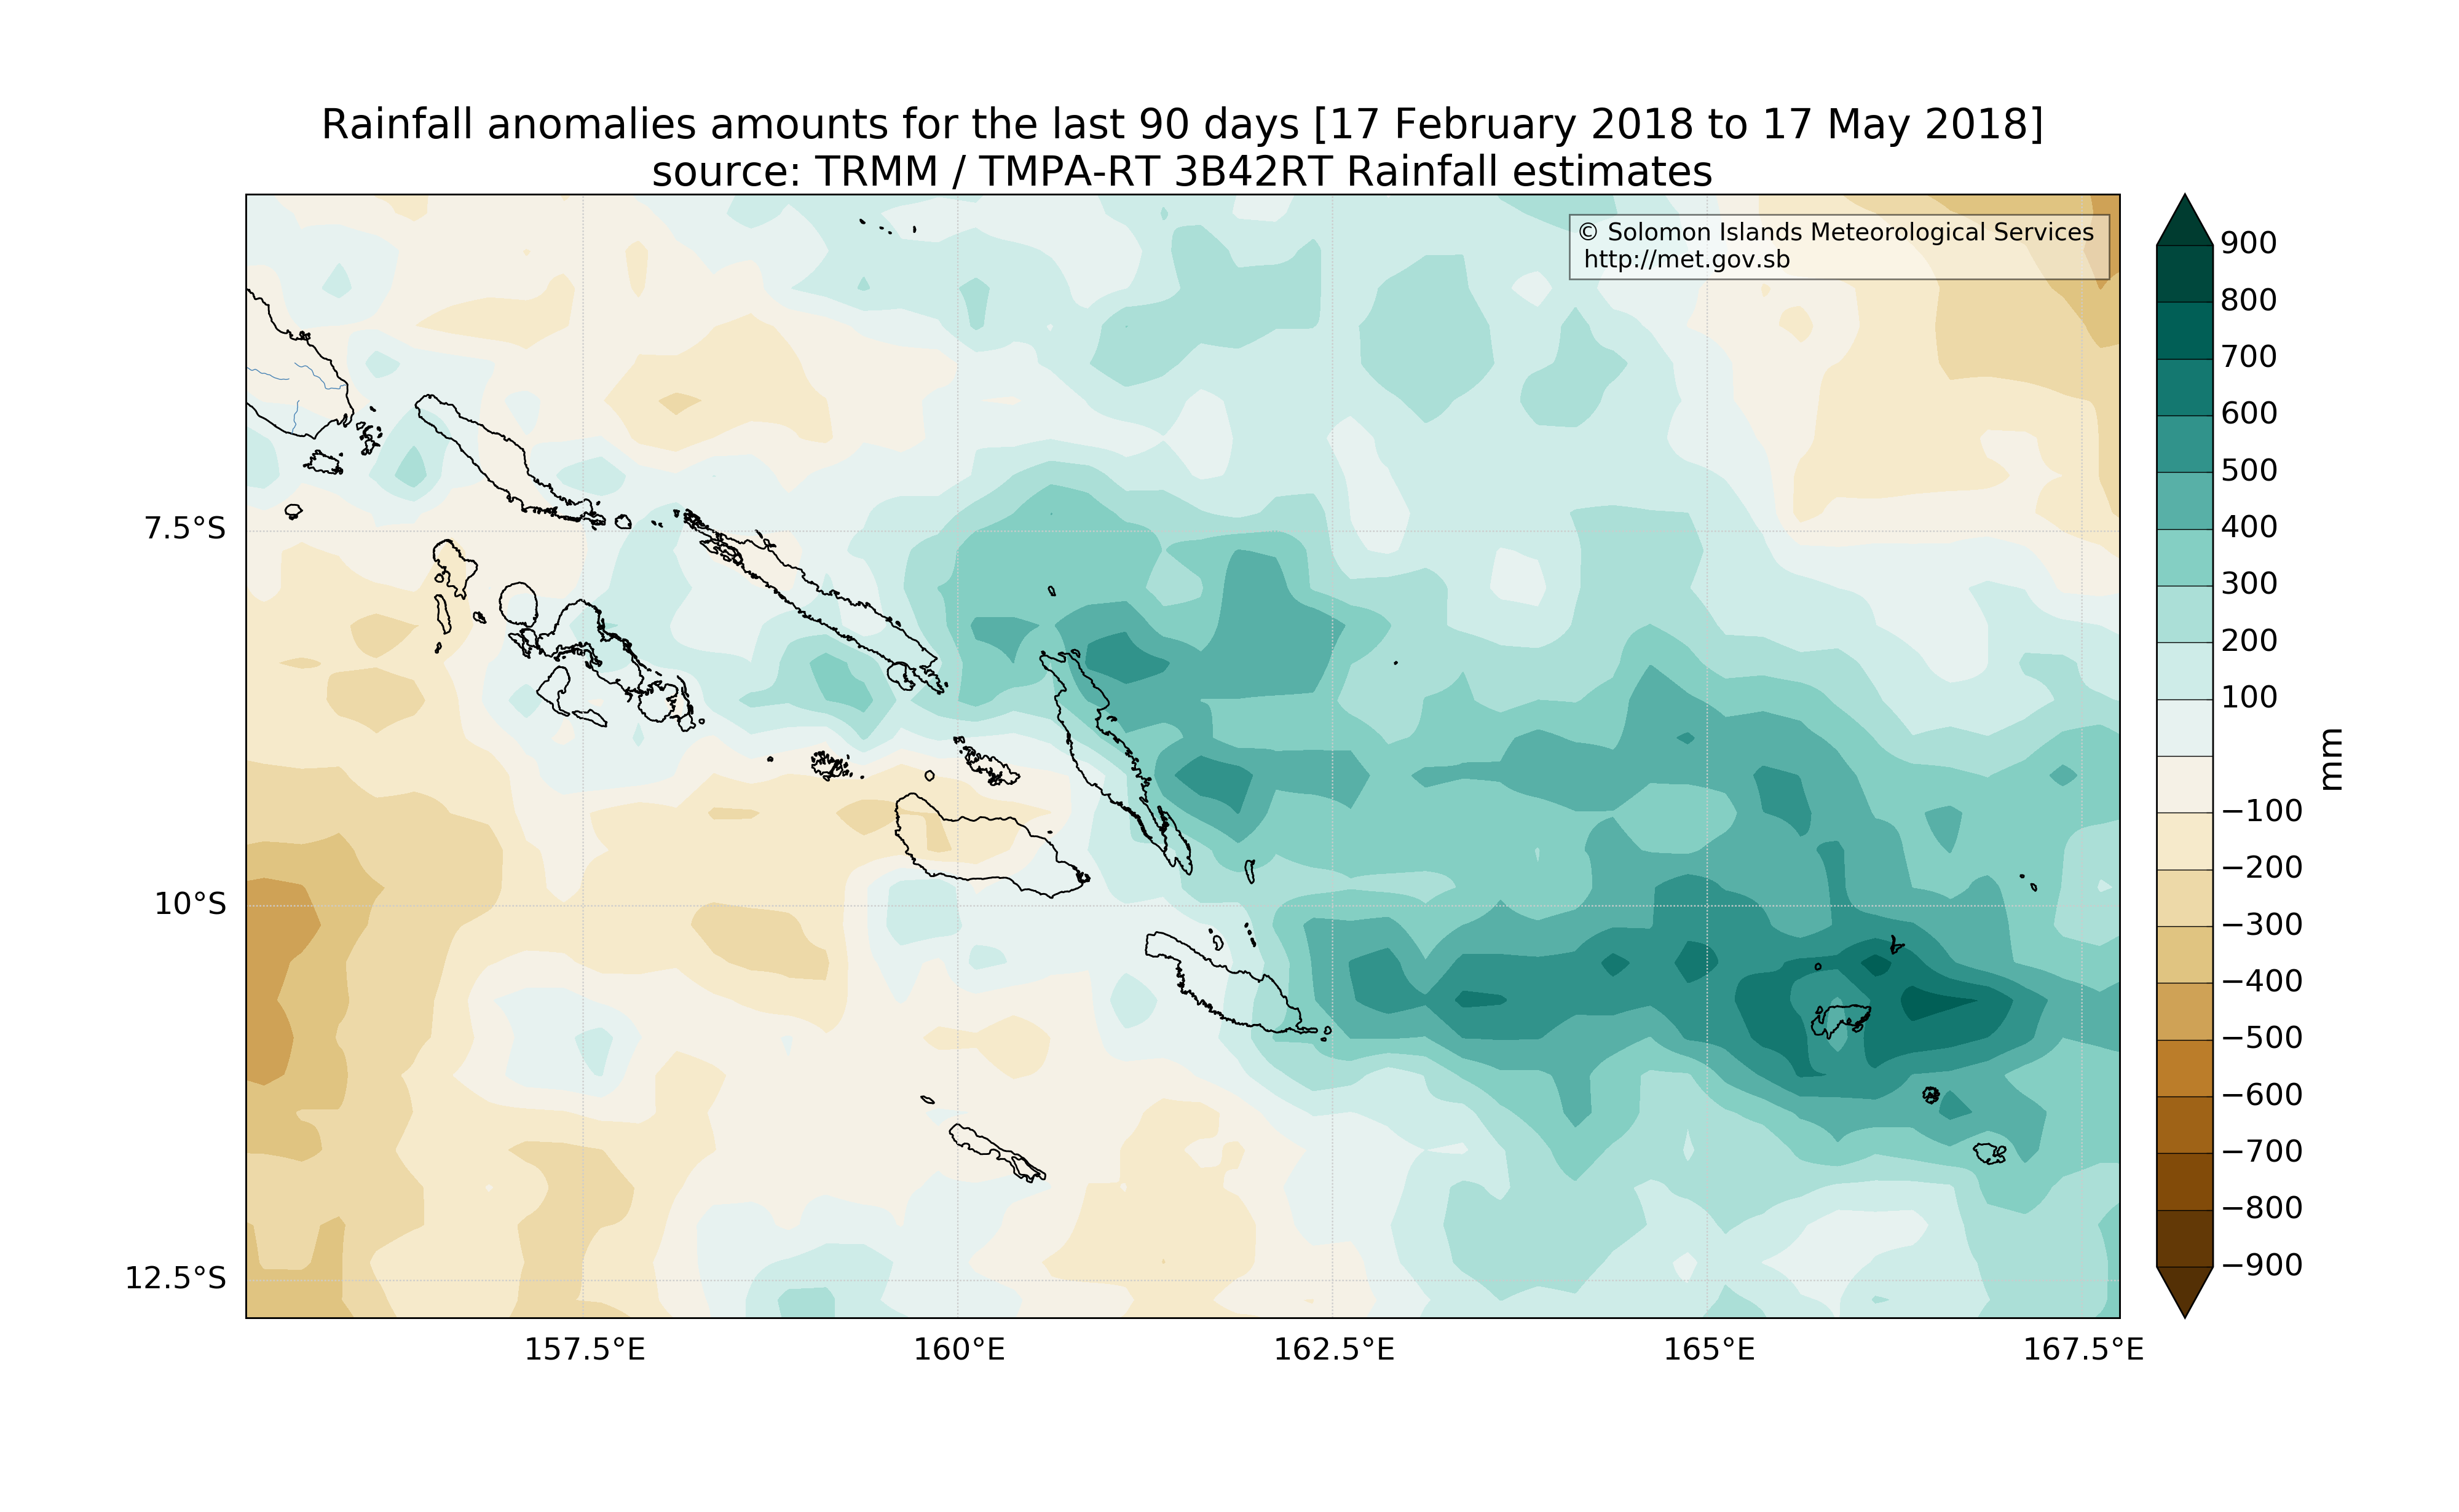 Rainfall anomalies amounts for the last 90 days [17 February 2018 to 17 May 2018]
source: TRMM / TMPA-RT 3B42RT Rainfall estimates
© Solomon Islands Meteorological Services
http://met.gov.sb
7.5°S
10°S
12.5°S
157.5°E
160°E
162.5°E
165°E
167.5°E
900
800
700
600
500
400
300
200
100
−100
−200
−300
−400
−500
−600
−700
−800
−900
mm